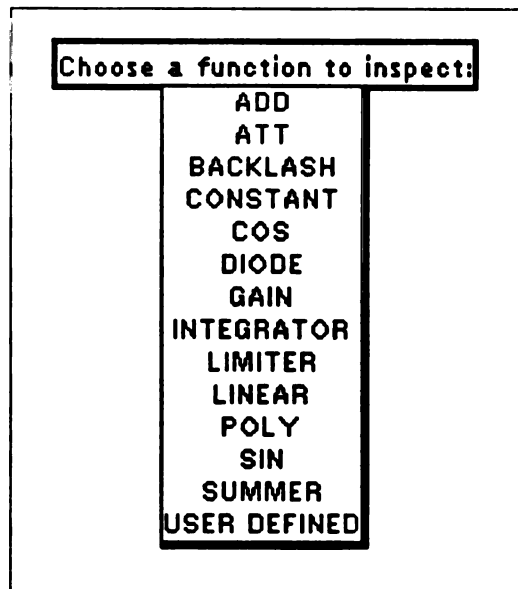 Choose a function to inspect:
ADD
ATT
BACKLASH
CONSTANT
COS
DIODE
GAIN
INTEGRATOR
LIMITER
LINEAR
POLY
SIN
SUMMER
USER DEFINED